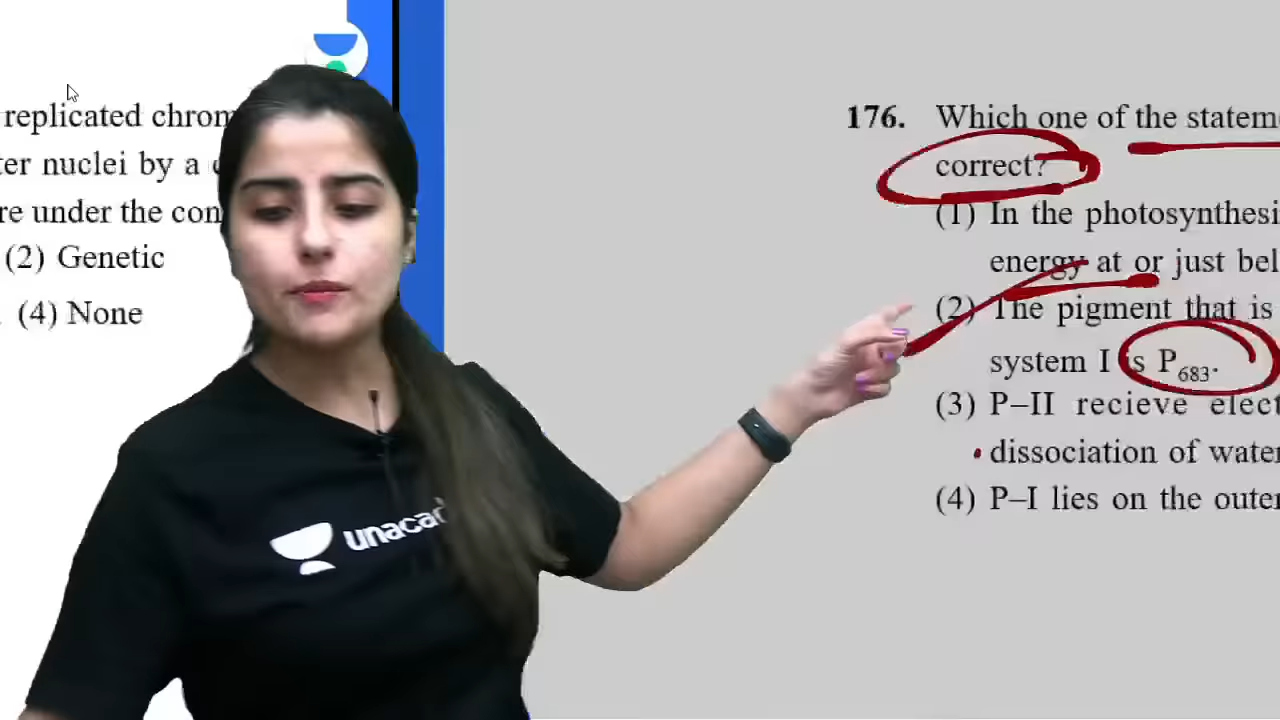 replicated chrom
ter nuclei by a
re under the con
(2) Genetic
(4) None
176. Which one of the statem
correct?
(1) In the photosynthesi
energy at or just bel
(2) The pigment that is
system I is P683.
(3) P–II recieve elect
dissociation of water
(4) P–I lies on the outer
unacad